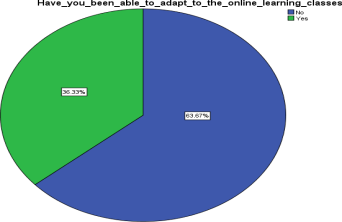 Have_you_been_able_to_adapt_to_the_online_learning_classes
No
Yes
36.33%
63.67%